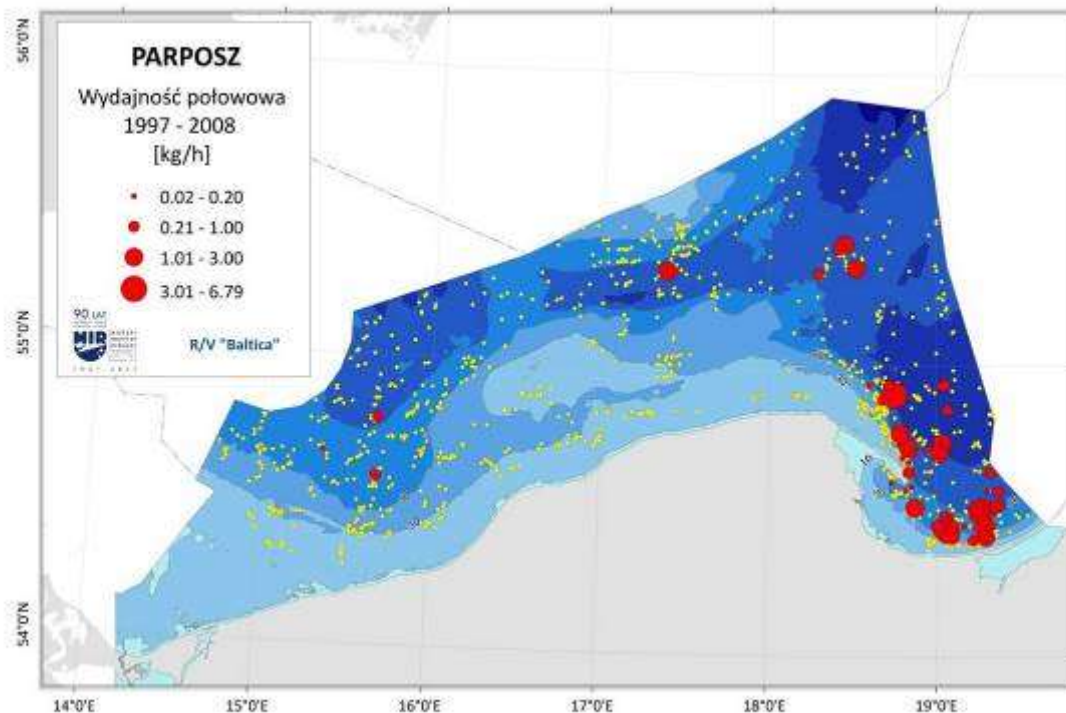 PARPOSZ
Wydajność połowowa
1997 - 2008
[kg/h]
0.02 - 0.20
0.21 - 1.00
1.01 - 3.00
3.01 - 6.79
90 LAT
MIR
R/V "Baltica"
56°0'N
55°0'N
54°0'N
14°0'E
15°0'E
16°0'E
17°0'E
18°0'E
19°0'E